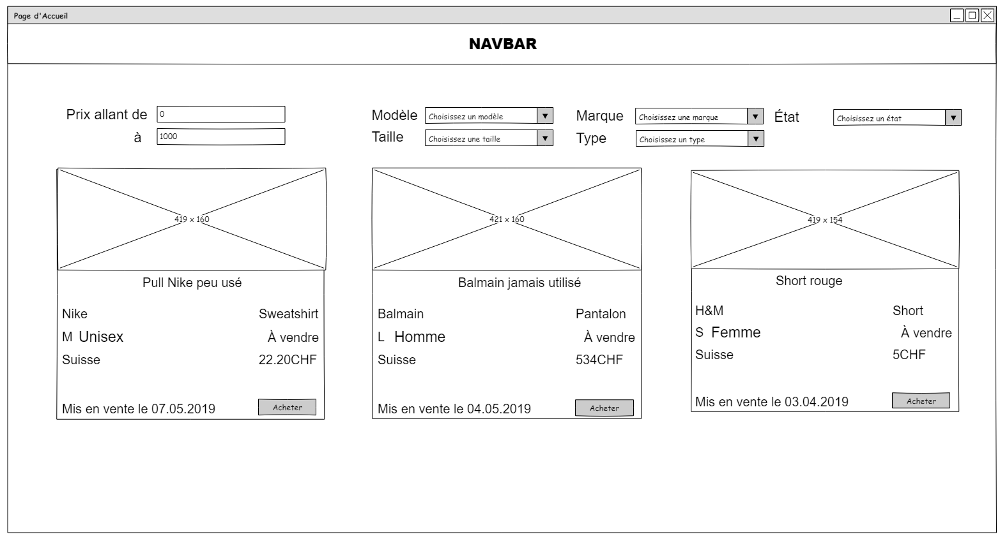 Page d'Accueil
NAVBAR
Prix allant de 0
à 1000
Modèle Choisissez un modèle
Taille Choisissez une taille
Marque Choisissez une marque
Type Choisissez un type
État Choisissez un état
419 x 160
Pull Nike peu usé
Nike Sweatshirt
M Unisex À vendre
Suisse 22.20CHF
Mis en vente le 07.05.2019 Acheter
421 x 160
Balmain jamais utilisé
Balmain Pantalon
L Homme À vendre
Suisse 534CHF
Mis en vente le 04.05.2019 Acheter
419 x 154
Short rouge
H&M Short
S Femme À vendre
Suisse 5CHF
Mis en vente le 03.04.2019 Acheter